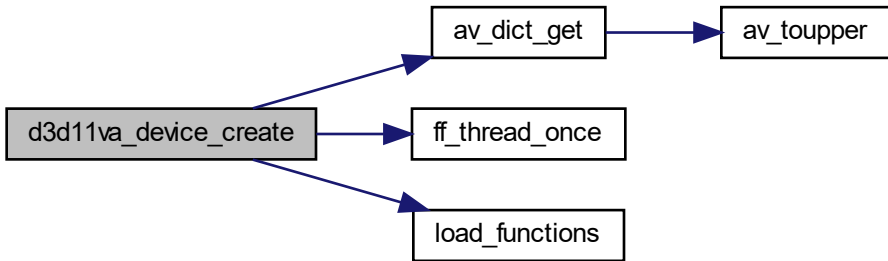 av_dict_get
av_toupper
d3d11va_device_create
ff_thread_once
load_functions